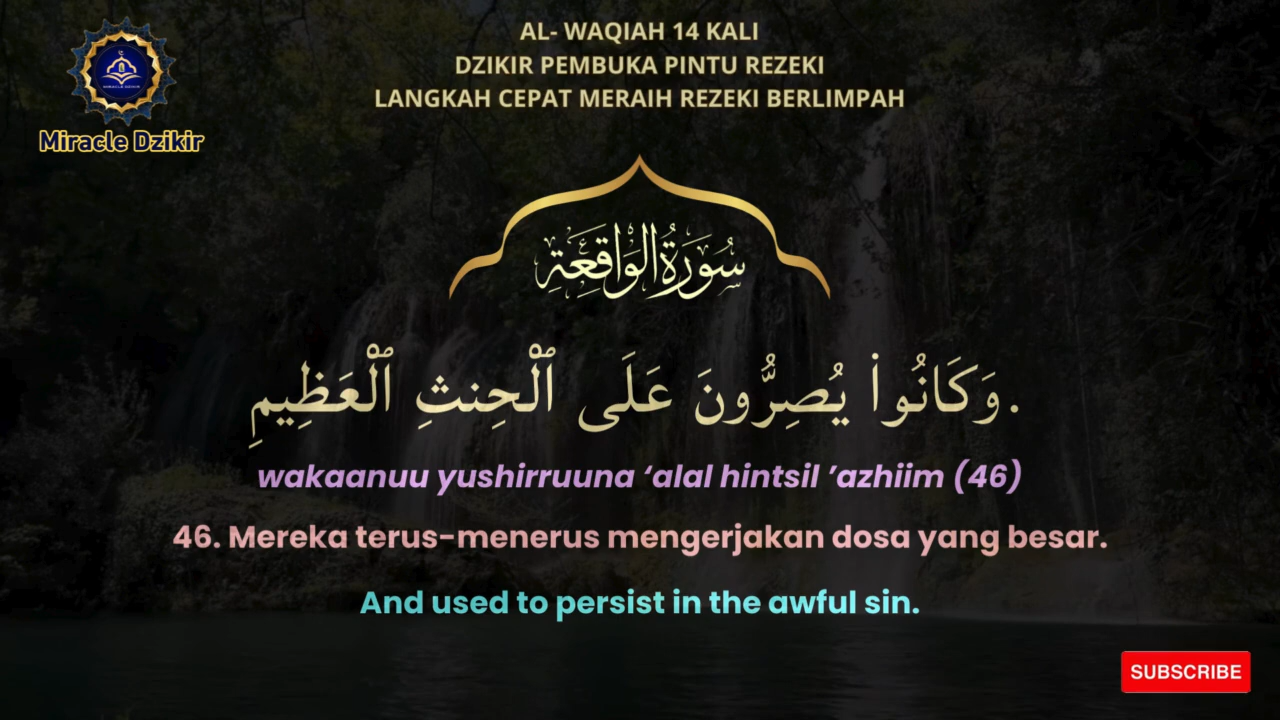 AL- WAQIAH 14 KALI
DZIKIR PEMBUKA PINTU REZEKI
LANGKAH CEPAT MERAIH REZEKI BERLIMPAH
Miracle Dzikir
سُورَةُ الْوَاقِعَةِ
وَكَانُوا۟ يُصِرُّونَ عَلَى ٱلْحِنثِ ٱلْعَظِيمِ.
wakaanuu yushirruuna ‘alal hintsil ’azhiim (46)
46. Mereka terus-menerus mengerjakan dosa yang besar.
And used to persist in the awful sin.
SUBSCRIBE